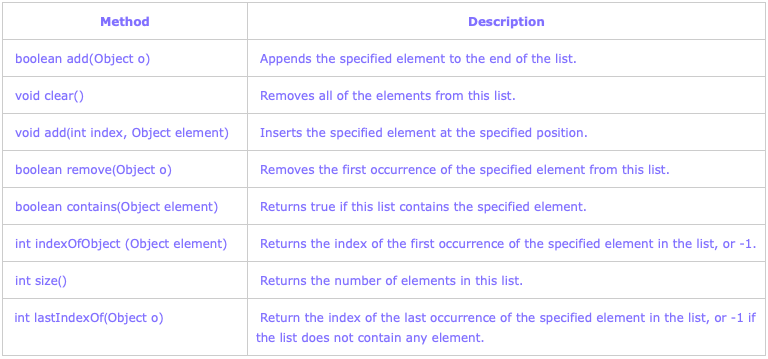 Method Description
boolean add(Object o) Appends the specified element to the end of the list.
void clear() Removes all of the elements from this list.
void add(int index, Object element) Inserts the specified element at the specified position.
boolean remove(Object o) Removes the first occurrence of the specified element from this list.
boolean contains(Object element) Returns true if this list contains the specified element.
int indexOfObject (Object element) Returns the index of the first occurrence of the specified element in the list, or -1.
int size() Returns the number of elements in this list.
int lastIndexOf(Object o) Return the index of the last occurrence of the specified element in the list, or -1 if
the list does not contain any element.